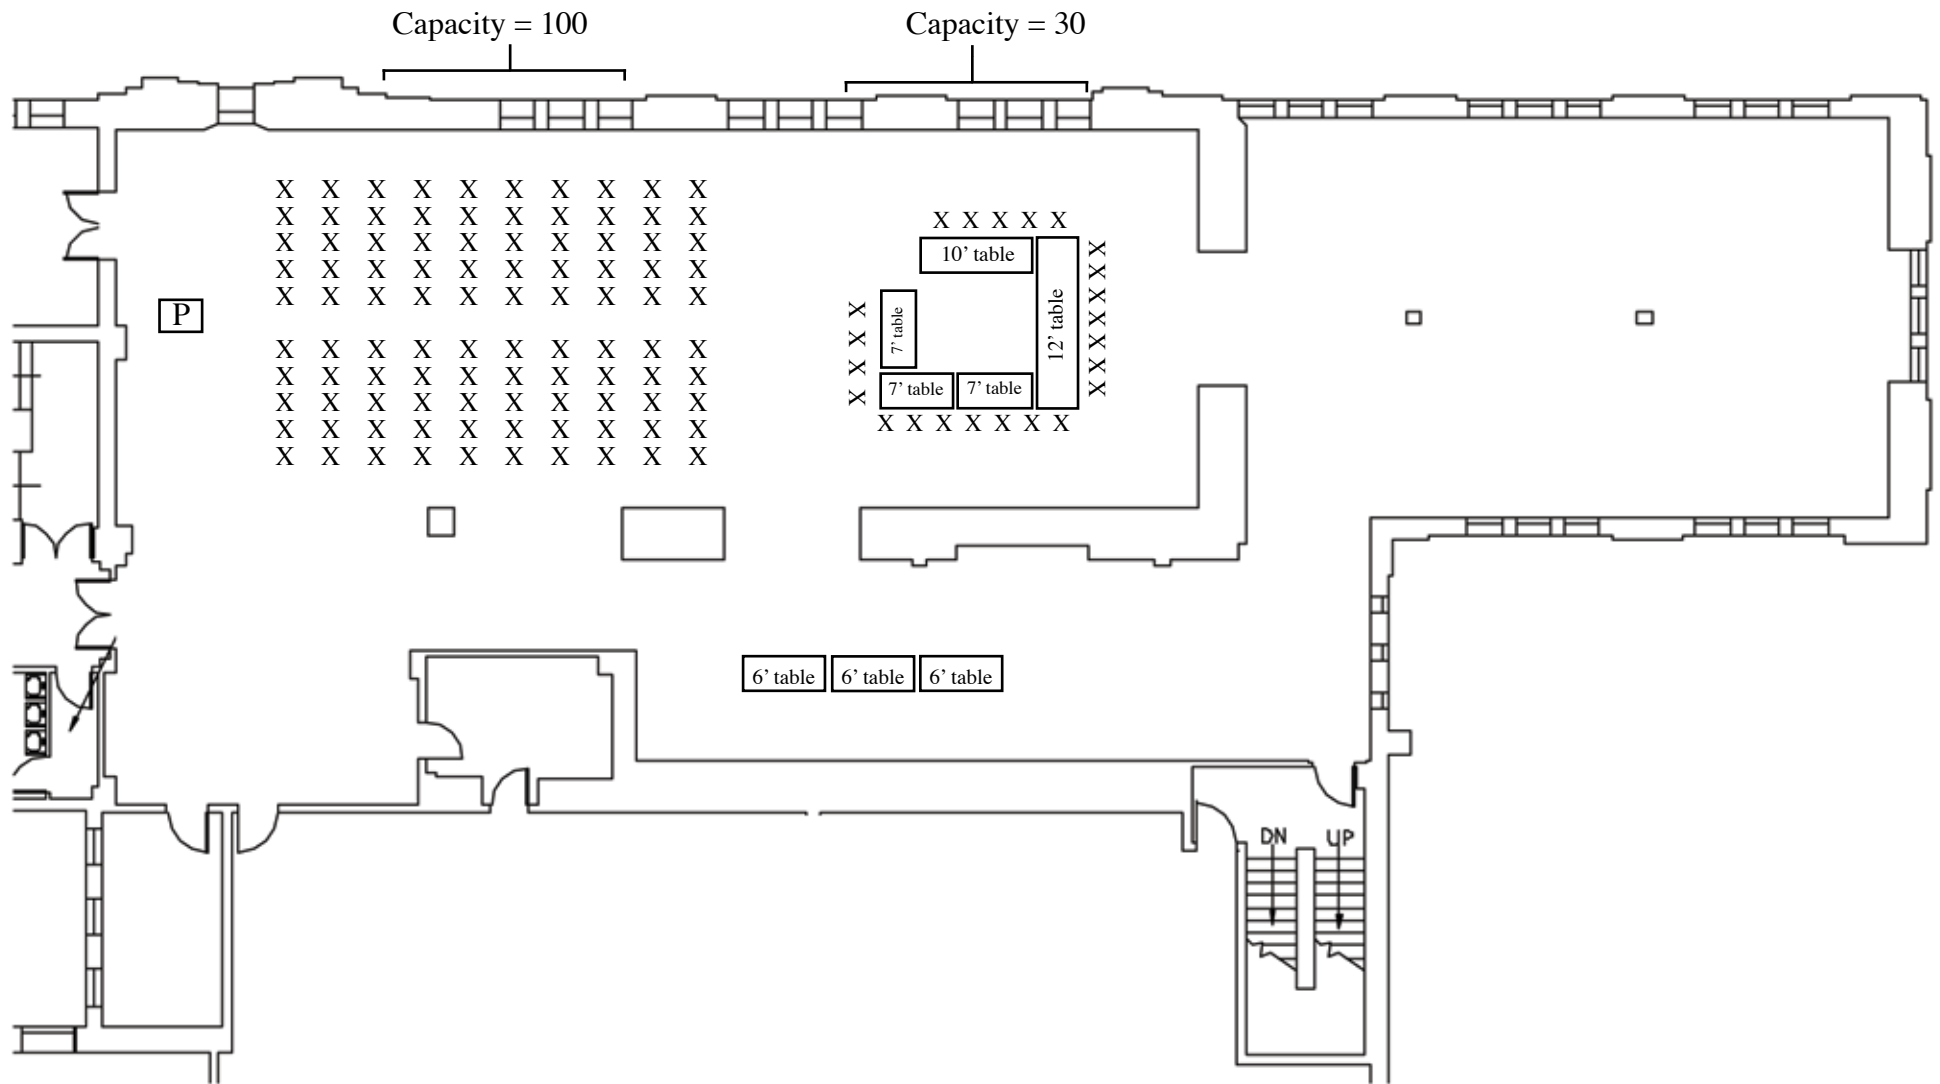 Capacity = 100
Capacity = 30
X X X X X X X X X X
X X X X X X X X X X
X X X X X X X X X X
X X X X X X X X X X
X X X X X X X X X X
P
X X X X X X X X X X
X X X X X X X X X X
X X X X X X X X X X
X X X X X X X X X X
X X X X X X X X X X
X X X X X
10’ table
12’ table
X X X X X X X
X X X X
7’ table
7’ table
7’ table
X X X X X X X
6’ table
6’ table
6’ table
DN
UP